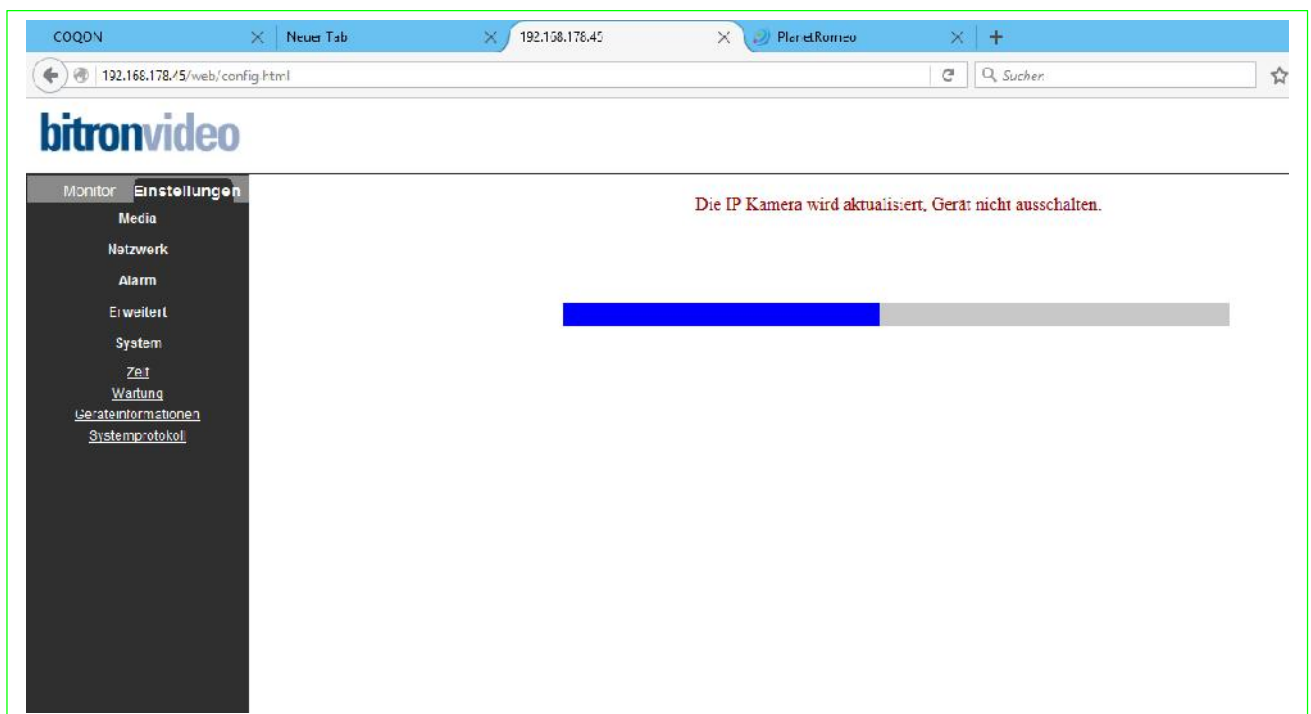 COQON
Neuer Tab
192.168.178.45
PlanetRomeo
192.168.178.45/web/config.html
Suchen
bitronvideo
Monitor
Einstellungen
Media
Netzwerk
Alarm
Erweitert
System
Zeit
Wartung
Geräteinformationen
Systemprotokoll
Die IP Kamera wird aktualisiert, Gerät nicht ausschalten.